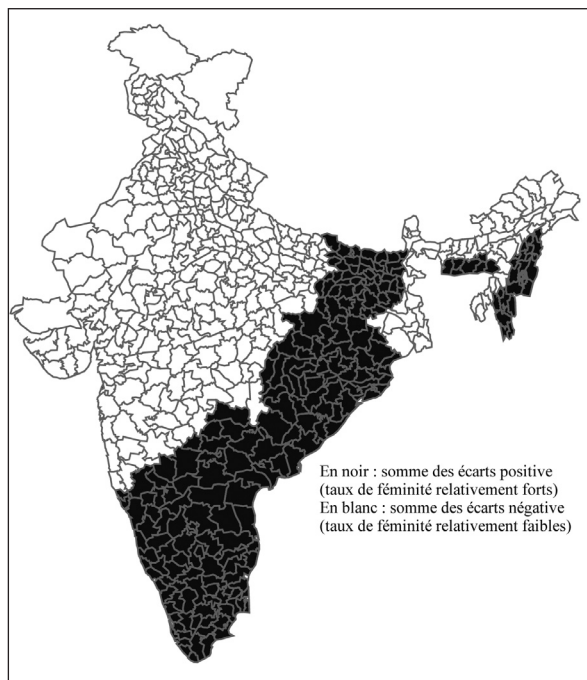 En noir : somme des écarts positive
(taux de féminité relativement forts)
En blanc : somme des écarts négative
(taux de féminité relativement faibles)